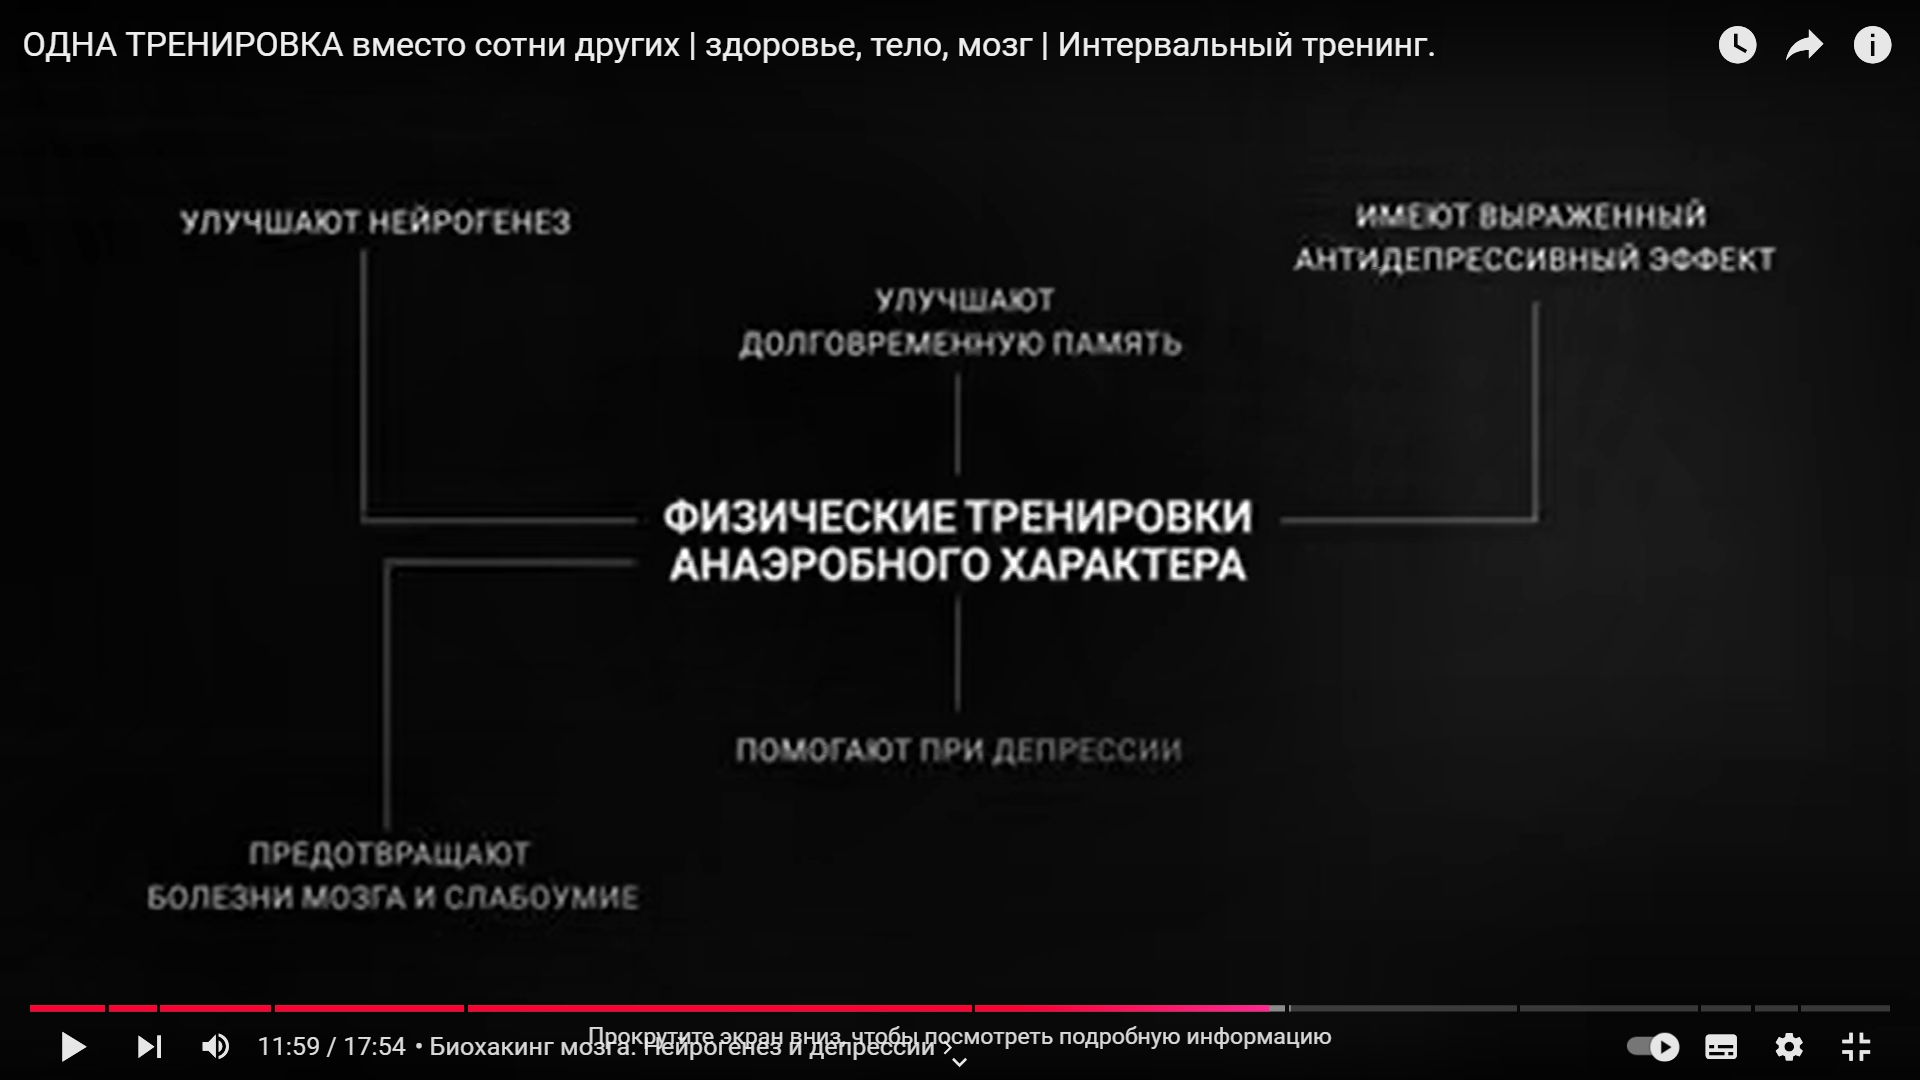 ОДНА ТРЕНИРОВКА вместо сотни других | здоровье, тело, мозг | Интервальный тренинг.
УЛУЧШАЮТ НЕЙРОГЕНЕЗ
ИМЕЮТ ВЫРАЖЕННЫЙ
АНТИДЕПРЕССИВНЫЙ ЭФФЕКТ
УЛУЧШАЮТ
ДОЛГОВРЕМЕННУЮ ПАМЯТЬ
ФИЗИЧЕСКИЕ ТРЕНИРОВКИ
АНАЭРОБНОГО ХАРАКТЕРА
ПОМОГАЮТ ПРИ ДЕПРЕССИИ
ПРЕДОТВРАЩАЮТ
БОЛЕЗНИ МОЗГА И СЛАБОУМИЕ
Прокрутите экран вниз, чтобы посмотреть подробную информацию
11:59 / 17:54 • Биохакинг мозга. Нейрогенез и депрессии